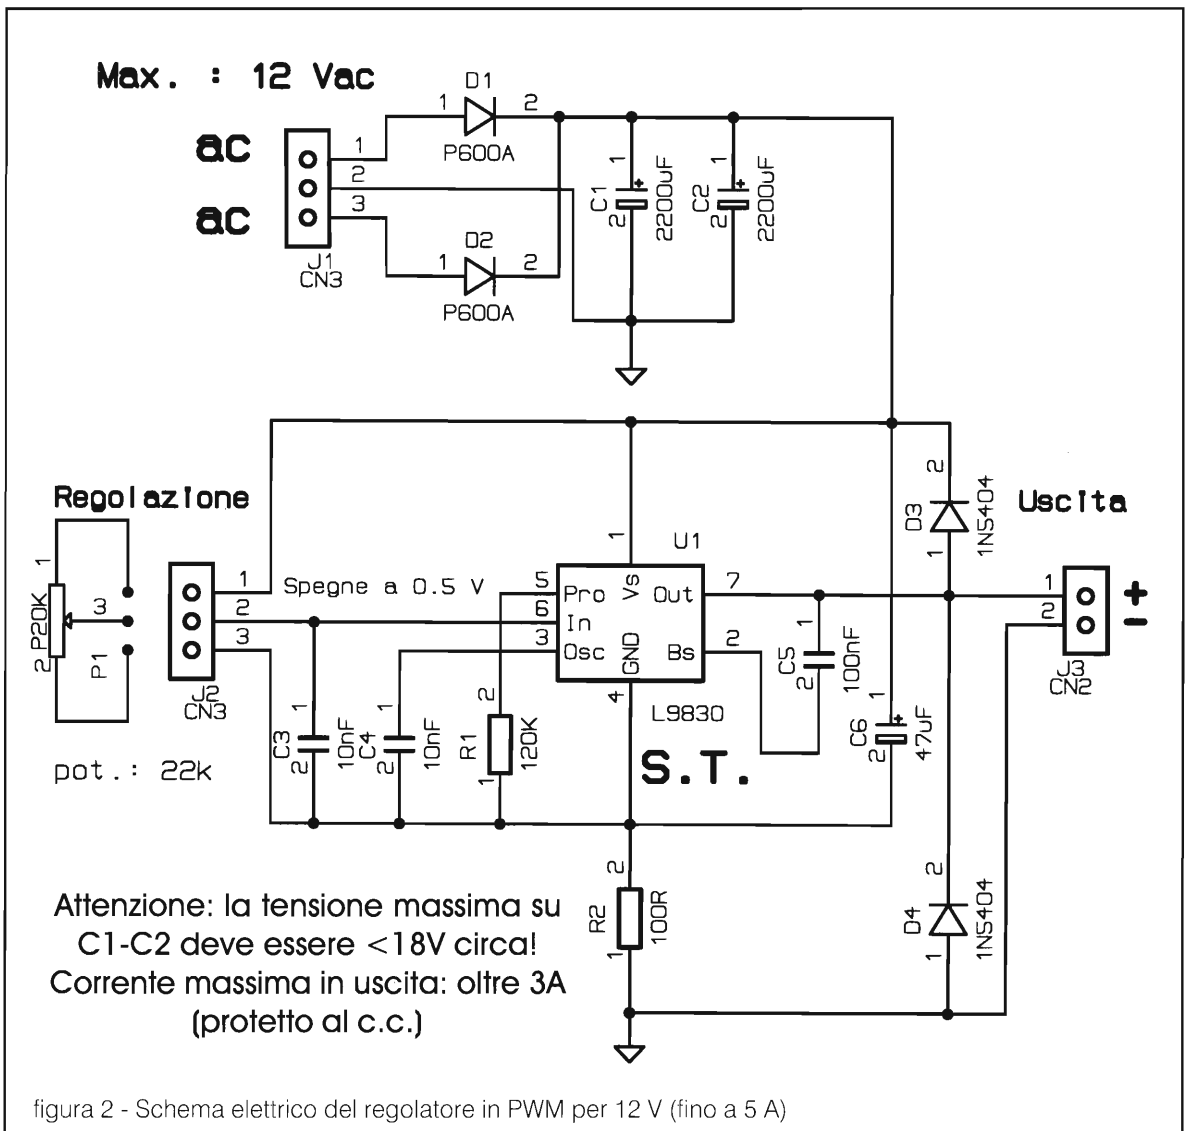 Max. : 12 Vac
D1
1 2
P600A
ac
1
2
3
ac
J1
CN3
D2
1 2
P600A
1
C1
2
2200uF
1
C2
2
2200uF
+
+
Regolazione
1
P20K
3
2
P1
pot.: 22k
1
2
3
J2
CN3
Spegne a 0.5 V
1
U1
5
6
3
Pro
In
Osc
Vs
GND
Out
Bs
7
2
4
L9830
S.T.
1
C3
2
10nF
1
C4
2
10nF
2
R1
1
120K
1
C5
2
100nF
1
C6
2
47uF
+
2
D3
1
1N5404
Uscita
1
2
+
-
J3
CN2
2
R2
1
100R
2
D4
1
1N5404
Attenzione: la tensione massima su
C1-C2 deve essere <18V circa!
Corrente massima in uscita: oltre 3A
(protetto al c.c.)
figura 2 - Schema elettrico del regolatore in PWM per 12 V (fino a 5 A)